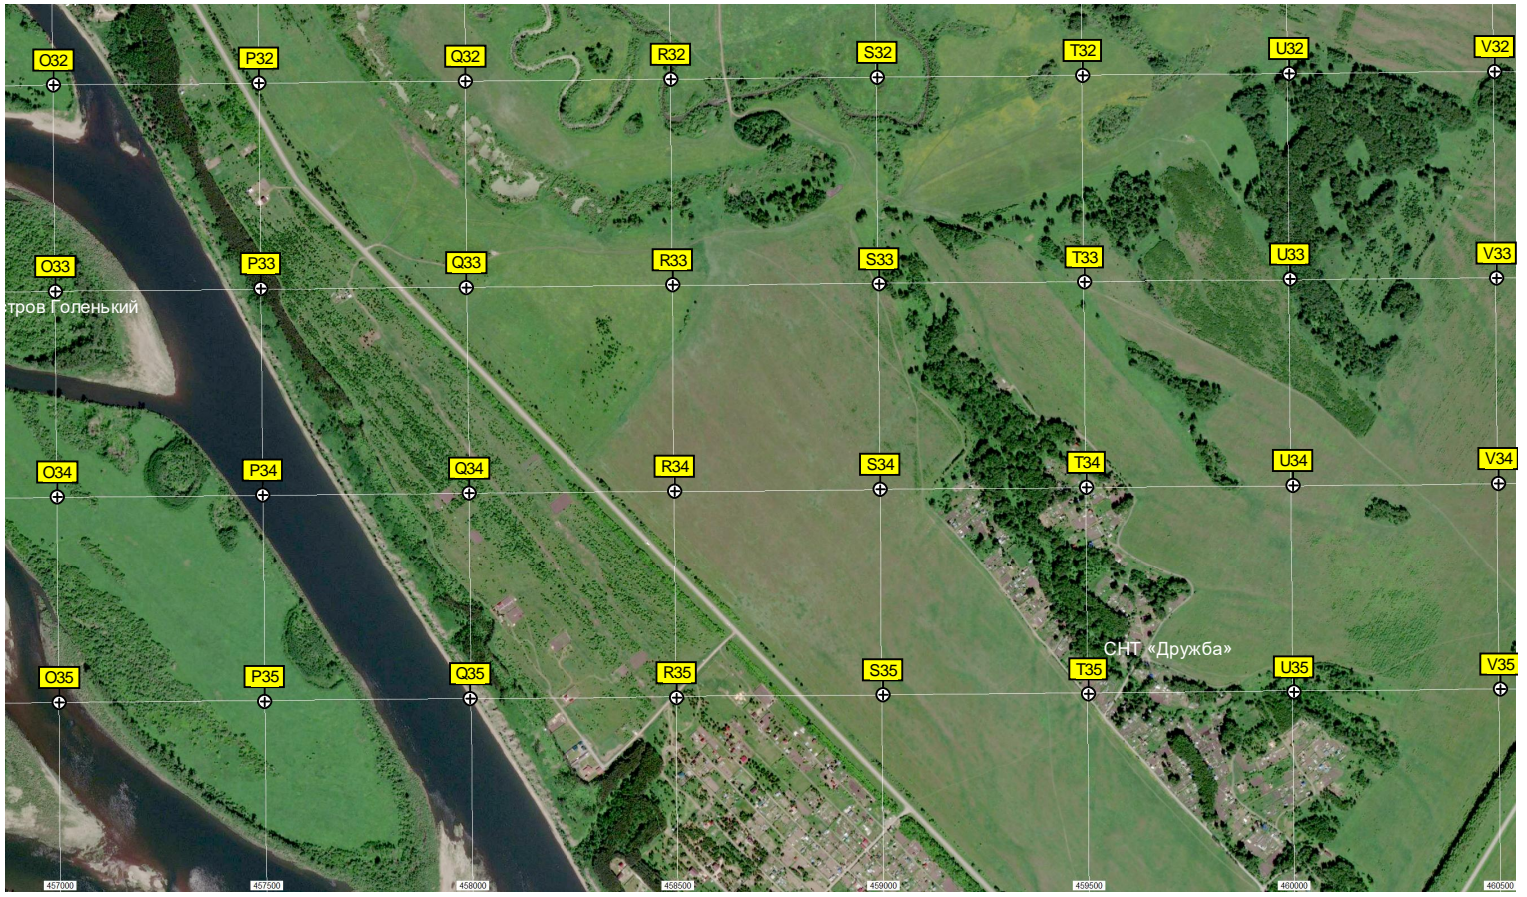 O32 P32 Q32 R32 S32 T32 U32 V32
O33 P33 Q33 R33 S33 T33 U33 V33
тров Голенький
O34 P34 Q34 R34 S34 T34 U34 V34
СНТ «Дружба»
O35 P35 Q35 R35 S35 T35 U35 V35
457000 457500 458000 458500 459000 459500 460000 460500